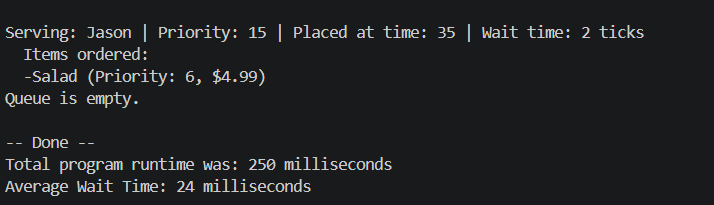 Serving: Jason | Priority: 15 | Placed at time: 35 | Wait time: 2 ticks
  Items ordered:
  -Salad (Priority: 6, $4.99)
Queue is empty.

-- Done --
Total program runtime was: 250 milliseconds
Average Wait Time: 24 milliseconds